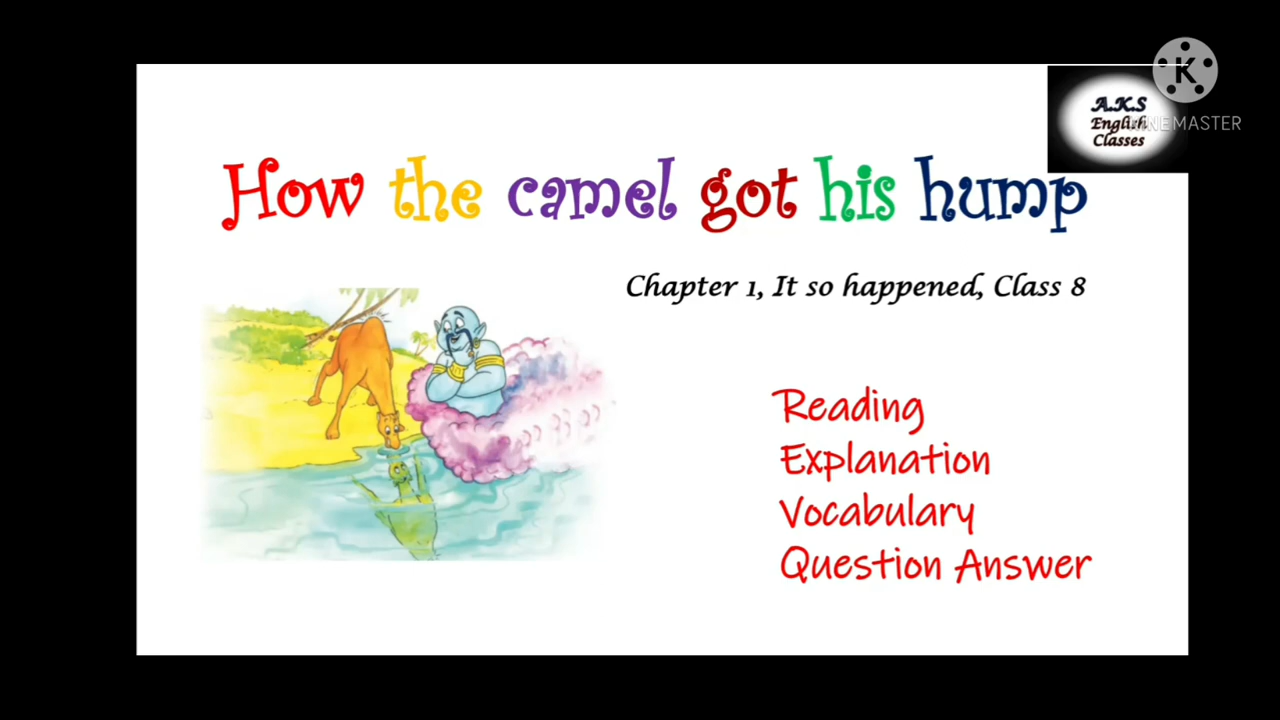 K
KINEMASTER
A.K.S
English
Classes
How the camel got his hump
Chapter 1, It so happened, Class 8
Reading
Explanation
Vocabulary
Question Answer